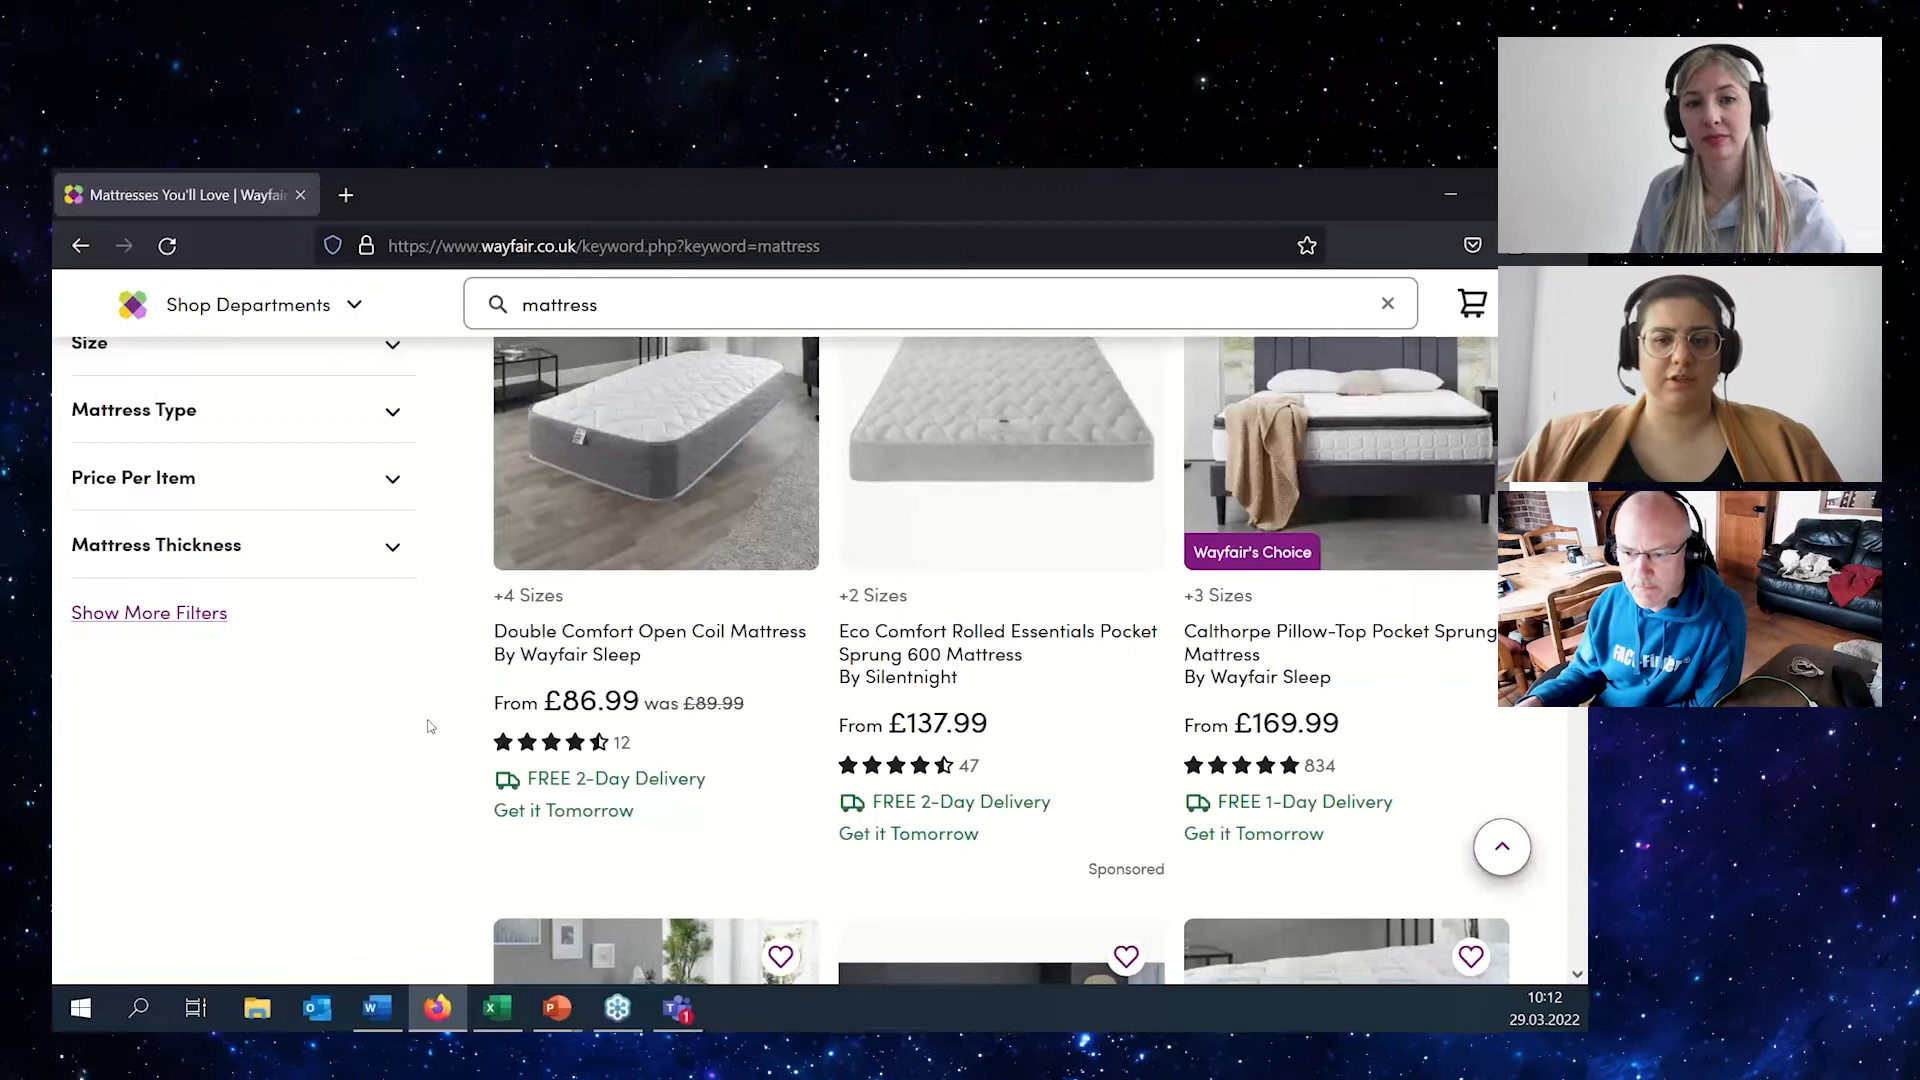 Mattresses You'll Love | Wayfair
https://www.wayfair.co.uk/keyword.php?keyword=mattress
Shop Departments
mattress
Size
Mattress Type
Price Per Item
Mattress Thickness
Show More Filters
+4 Sizes
Double Comfort Open Coil Mattress
By Wayfair Sleep
From £86.99 was £89.99
12
FREE 2-Day Delivery
Get it Tomorrow
+2 Sizes
Eco Comfort Rolled Essentials Pocket
Sprung 600 Mattress
By Silentnight
From £137.99
47
FREE 2-Day Delivery
Get it Tomorrow
Sponsored
Wayfair's Choice
+3 Sizes
Calthorpe Pillow-Top Pocket Sprung
Mattress
By Wayfair Sleep
From £169.99
834
FREE 1-Day Delivery
Get it Tomorrow
10:12
29.03.2022